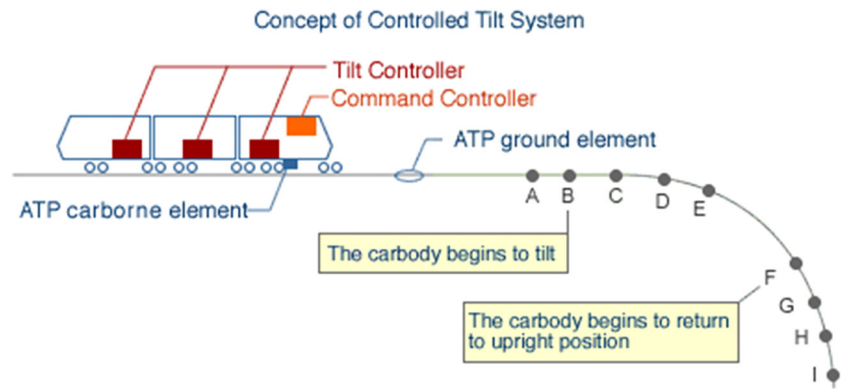 Concept of Controlled Tilt System
Tilt Controller
Command Controller
ATP ground element
ATP carborne element
A
B
C
D
E
The carbody begins to tilt
F
G
The carbody begins to return
to upright position
H
I